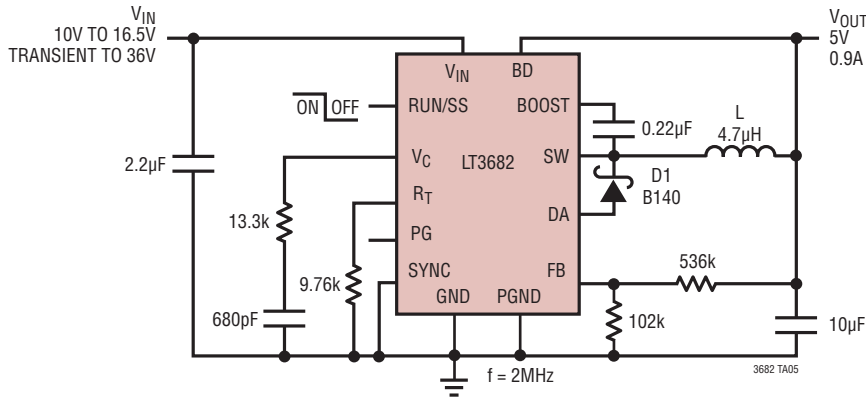 VIN
10V TO 16.5V
TRANSIENT TO 36V
VOUT
5V
0.9A
VIN
BD
ON OFF
RUN/SS
BOOST
0.22µF
L
4.7µH
2.2µF
VC
LT3682
SW
D1
B140
RT
DA
13.3k
PG
9.76k
SYNC
FB
536k
GND
PGND
680pF
102k
10µF
f = 2MHz
3682 TA05